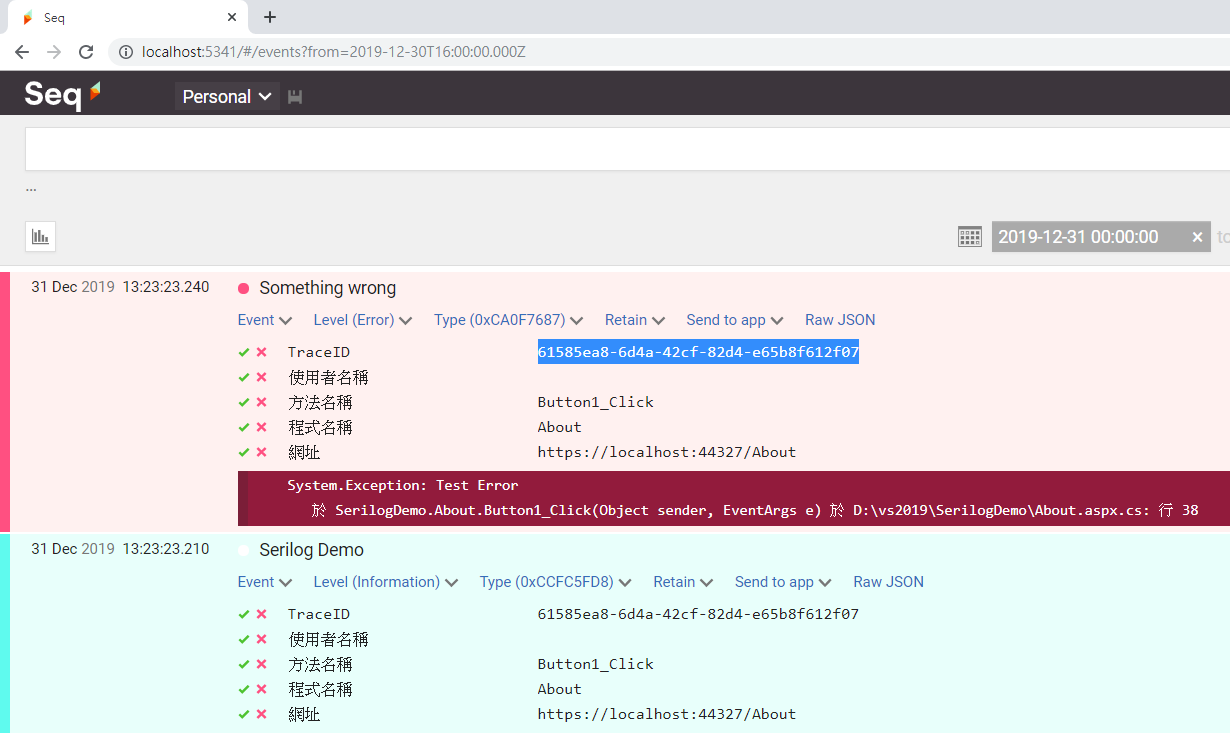 Seq
localhost:5341/#/events?from=2019-12-30T16:00:00.000Z
Seq Personal
...
2019-12-31 00:00:00 × to
31 Dec 2019 13:23:23.240 Something wrong
Event Level (Error) Type (0xCA0F7687) Retain Send to app Raw JSON
TraceID 61585ea8-6d4a-42cf-82d4-e65b8f612f07
使用者名稱
方法名稱 Button1_Click
程式名稱 About
網址 https://localhost:44327/About
System.Exception: Test Error
於 SerilogDemo.About.Button1_Click(Object sender, EventArgs e) 於 D:\vs2019\SerilogDemo\About.aspx.cs: 行 38
31 Dec 2019 13:23:23.210 Serilog Demo
Event Level (Information) Type (0xCCFC5FD8) Retain Send to app Raw JSON
TraceID 61585ea8-6d4a-42cf-82d4-e65b8f612f07
使用者名稱
方法名稱 Button1_Click
程式名稱 About
網址 https://localhost:44327/About